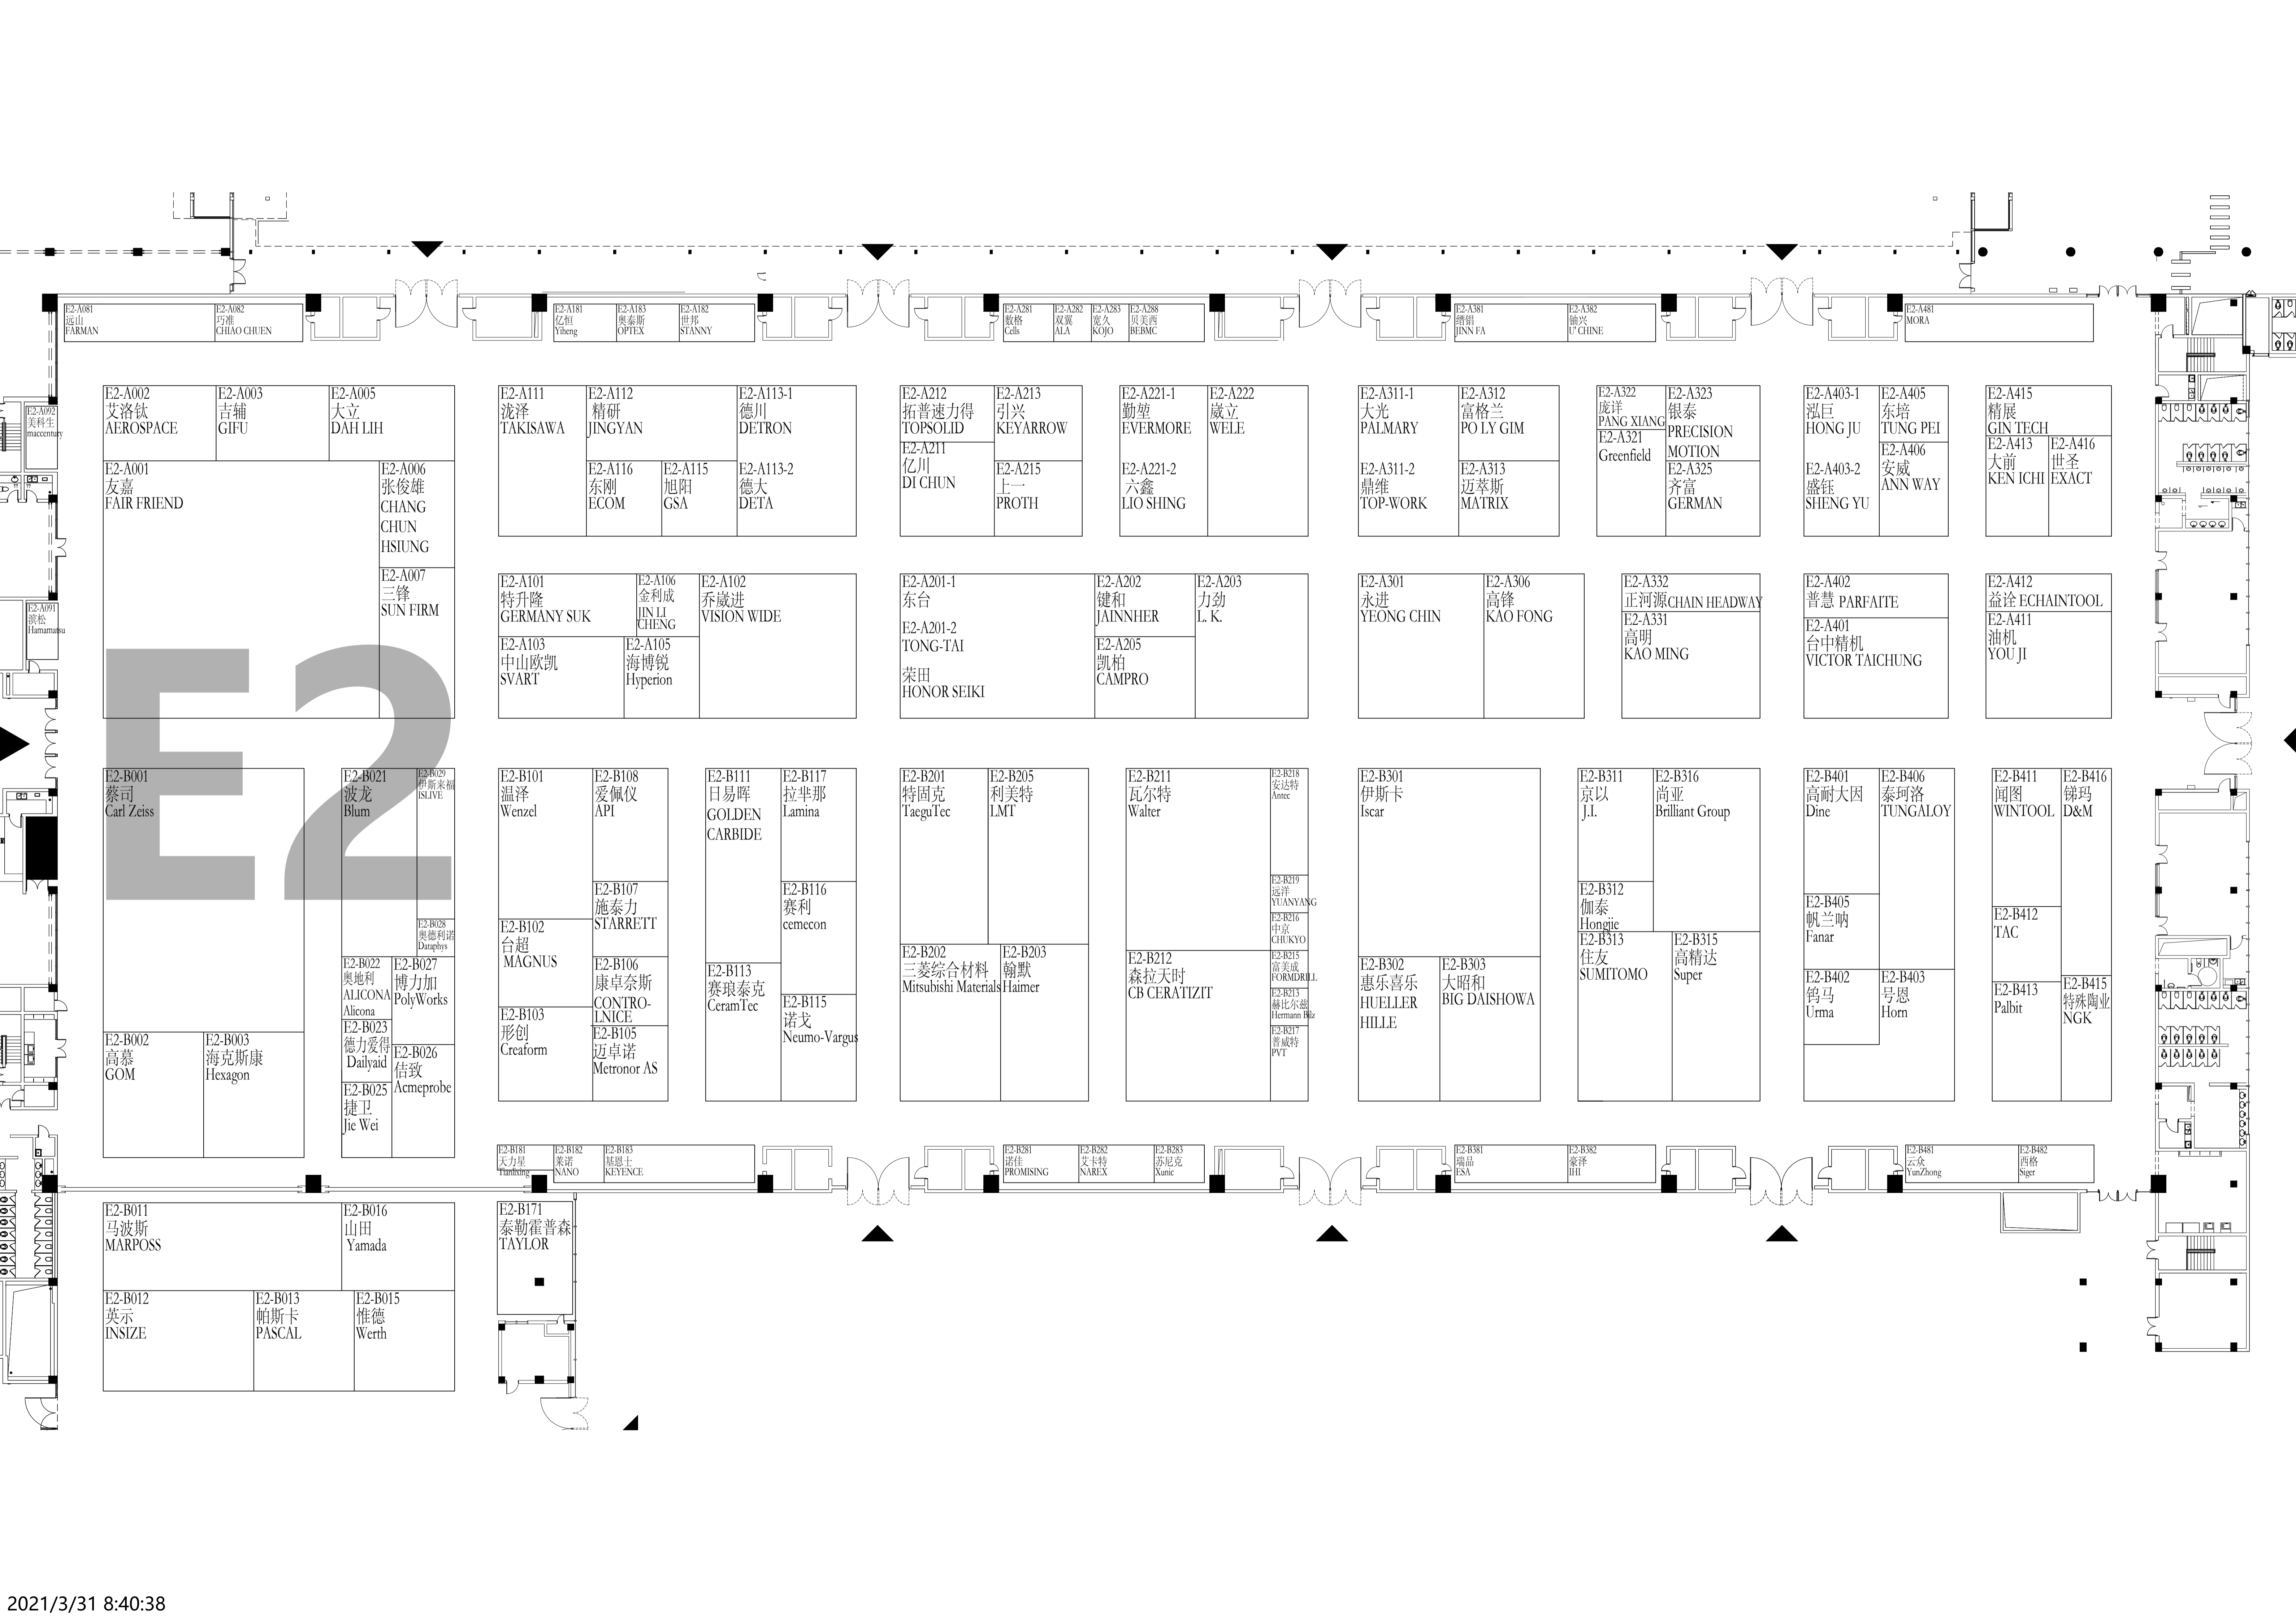 E2-A081
远山
FARMAN
E2-A082
巧准
CHIAO CHUEN
E2-A181
亿恒
Yiheng
E2-A183
奥泰斯
OPTEX
E2-A182
世邦
STANNY
E2-A281
数格
Cells
E2-A282
双翼
ALA
E2-A283
宽久
KOJO
E2-A288
贝美西
BEBMC
E2-A381
缙锠
JINN FA
E2-A382
铀兴
U' CHINE
E2-A481
MORA
E2-A092
美科生
maccentury
E2-A091
滨松
Hamamatsu
E2-A002
艾洛钛
AEROSPACE
E2-A003
吉辅
GIFU
E2-A005
大立
DAH LIH
E2-A001
友嘉
FAIR FRIEND
E2-A006
张俊雄
CHANG
CHUN
HSIUNG
E2-A007
三锋
SUN FIRM
E2-A111
泷泽
TAKISAWA
E2-A112
精研
JINGYAN
E2-A113-1
德川
DETRON
E2-A116
东刚
ECOM
E2-A115
旭阳
GSA
E2-A113-2
德大
DETA
E2-A212
拓普速力得
TOPSOLID
E2-A213
引兴
KEYARROW
E2-A211
亿川
DI CHUN
E2-A215
上一
PROTH
E2-A221-1
勤堃
EVERMORE
E2-A222
崴立
WELE
E2-A221-2
六鑫
LIO SHING
E2-A311-1
大光
PALMARY
E2-A312
富格兰
PO LY GIM
E2-A311-2
鼎维
TOP-WORK
E2-A313
迈萃斯
MATRIX
E2-A322
庞洋
PANG XIANG
E2-A323
银泰
PRECISION
MOTION
E2-A321
Greenfield
E2-A325
齐富
GERMAN
E2-A403-1
泓巨
HONG JU
E2-A405
东培
TUNG PEI
E2-A403-2
盛钰
SHENG YU
E2-A406
安威
ANN WAY
E2-A415
精展
GIN TECH
E2-A413
大前
KEN ICHI
E2-A416
世圣
EXACT
E2-A101
特升隆
GERMANY SUK
E2-A106
金利成
JIN LI
CHENG
E2-A102
乔崴进
VISION WIDE
E2-A103
中山欧凯
SVART
E2-A105
海博锐
Hyperion
E2-A201-1
东台
E2-A201-2
TONG-TAI
荣田
HONOR SEIKI
E2-A202
键和
JAINNHER
E2-A203
力劲
L. K.
E2-A205
凯柏
CAMPRO
E2-A301
永进
YEONG CHIN
E2-A306
高锋
KAO FONG
E2-A332
正河源CHAIN HEADWAY
E2-A331
高明
KAO MING
E2-A402
普慧 PARFAITE
E2-A401
台中精机
VICTOR TAICHUNG
E2-A412
益诠 ECHAINTOOL
E2-A411
油机
YOU JI
E2
E2-B001
蔡司
Carl Zeiss
E2-B002
高慕
GOM
E2-B003
海克斯康
Hexagon
E2-B021
波龙
Blum
E2-B029
伊斯来福
ISLIVE
E2-B028
奥德利诺
Dataphys
E2-B022
奥地利
ALICONA
Alicona
E2-B027
博力加
PolyWorks
E2-B023
德力爱得
Dailyaid
E2-B026
佶致
Acmeprobe
E2-B025
捷卫
Jie Wei
E2-B101
温泽
Wenzel
E2-B108
爱佩仪
API
E2-B107
施泰力
STARRETT
E2-B102
台超
MAGNUS
E2-B106
康卓奈斯
CONTRO-
LNICE
E2-B103
形创
Creaform
E2-B105
迈卓诺
Metronor AS
E2-B111
日易晖
GOLDEN
CARBIDE
E2-B117
拉芈那
Lamina
E2-B116
赛利
cemecon
E2-B113
赛琅泰克
CeramTec
E2-B115
诺戈
Neumo-Vargus
E2-B201
特固克
TaeguTec
E2-B205
利美特
LMT
E2-B202
三菱综合材料
Mitsubishi Materials
E2-B203
翰默
Haimer
E2-B211
瓦尔特
Walter
E2-B218
安达特
Antec
E2-B219
远洋
YUANYANG
E2-B216
中京
CHUKYO
E2-B212
森拉天时
CB CERATIZIT
E2-B215
富美成
FORMDRILL
E2-B213
赫比尔兹
Hermann Bilz
E2-B217
普威特
PVT
E2-B301
伊斯卡
Iscar
E2-B302
惠乐喜乐
HUELLER
HILLE
E2-B303
大昭和
BIG DAISHOWA
E2-B311
京以
J.I.
E2-B316
尚亚
Brilliant Group
E2-B312
伽泰
Hongjie
E2-B313
住友
SUMITOMO
E2-B315
高精达
Super
E2-B401
高耐大因
Dine
E2-B406
泰珂洛
TUNGALOY
E2-B405
帆兰呐
Fanar
E2-B402
钨马
Urma
E2-B403
号恩
Horn
E2-B411
闻图
WINTOOL
E2-B416
锑玛
D&M
E2-B412
TAC
E2-B413
Palbit
E2-B415
特殊陶业
NGK
E2-B181
天力星
Tianlixing
E2-B182
莱诺
NANO
E2-B183
基恩士
KEYENCE
E2-B281
诺佳
PROMISING
E2-B282
艾卡特
NAREX
E2-B283
苏尼克
Xunic
E2-B381
瑞品
ESA
E2-B382
豪泽
IHI
E2-B481
云众
YunZhong
E2-B482
西格
Siger
E2-B011
马波斯
MARPOSS
E2-B016
山田
Yamada
E2-B171
泰勒霍普森
TAYLOR
E2-B012
英示
INSIZE
E2-B013
帕斯卡
PASCAL
E2-B015
惟德
Werth
2021/3/31 8:40:38